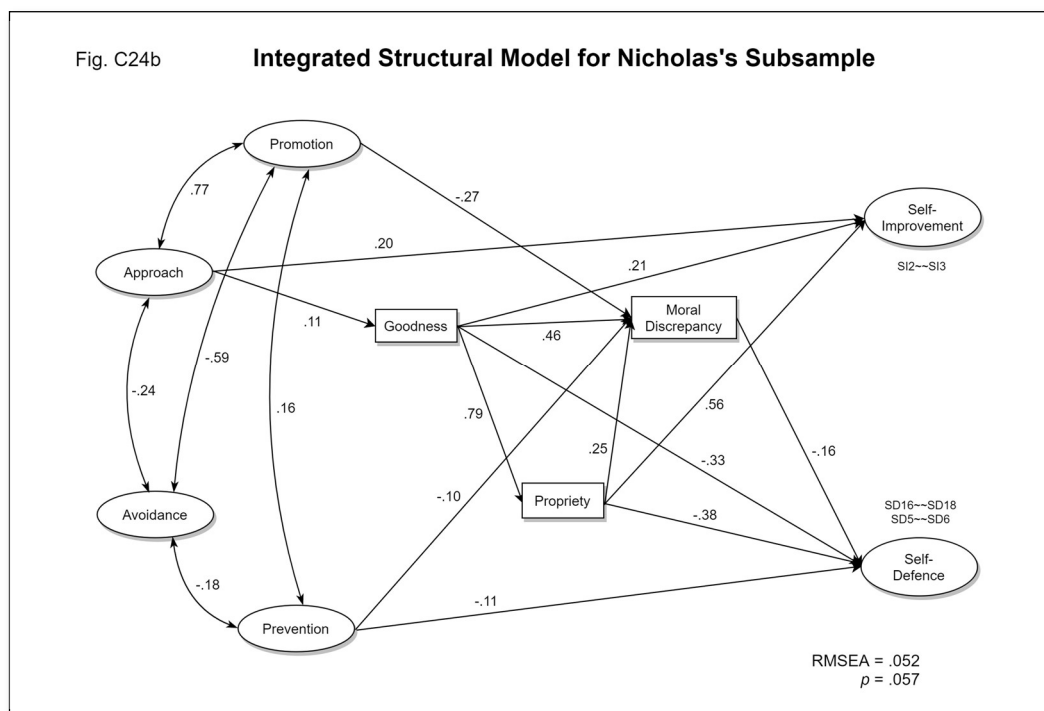 Fig. C24b
Integrated Structural Model for Nicholas's Subsample
Promotion
.77
-.27
Self-
Improvement
.20
SI2~~SI3
Approach
.21
Moral
Discrepancy
.11
Goodness
.46
-.59
-.24
.16
.79
.56
.25
-.33
-.16
-.10
Propriety
Avoidance
-.38
SD16~~SD18
SD5~~SD6
Self-
Defence
-.18
-.11
Prevention
RMSEA = .052
p = .057